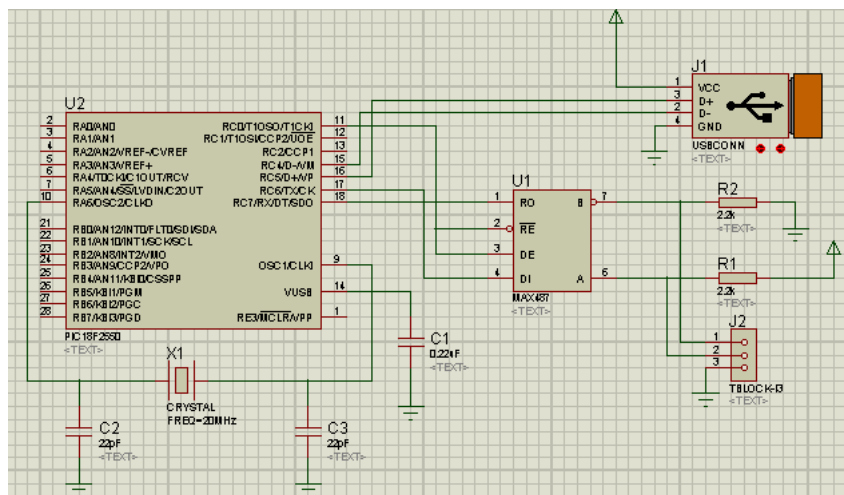 U2
2 RA0/AN0 RC0/T1OSO/T1CKI 11
3 RA1/AN1 RC1/T1OSI/CCP2/UOE 12
4 RA2/AN2/VREF-/CVREF RC2/CCP1 13
5 RA3/AN3/VREF+ RC4/D-/VM 15
6 RA4/T0CKI/C1OUT/RCV RC5/D+/VP 16
7 RA5/AN4/SS/LVDIN/C2OUT RC6/TX/CK 17
10 RA6/OSC2/CLKO RC7/RX/DT/SDO 18
21 RB0/AN12/INT0/FLT0/SDI/SDA
22 RB1/AN10/INT1/SCK/SCL
23 RB2/AN8/INT2/VMO
24 RB3/AN9/CCP2/VPO OSC1/CLKI 9
25 RB4/AN11/KBI0/CSSPP
26 RB5/KBI1/PGM VUSB 14
27 RB6/KBI2/PGC
28 RB7/KBI3/PGD RE3/MCLR/VPP 1
PIC18F2550
<TEXT>
J1
1 VCC
3 D+
2 D-
4 GND
USBCONN
<TEXT>
U1
1 RO B 7
2 RE
3 DE
4 DI A 6
MAX487
<TEXT>
R2
2.2k
<TEXT>
R1
2.2k
<TEXT>
J2
1
2
3
TBLOCK-I3
<TEXT>
C1
<TEXT>
X1
CRYSTAL
FREQ=20MHz
<TEXT>
C2
22pF
<TEXT>
C3
22pF
<TEXT>